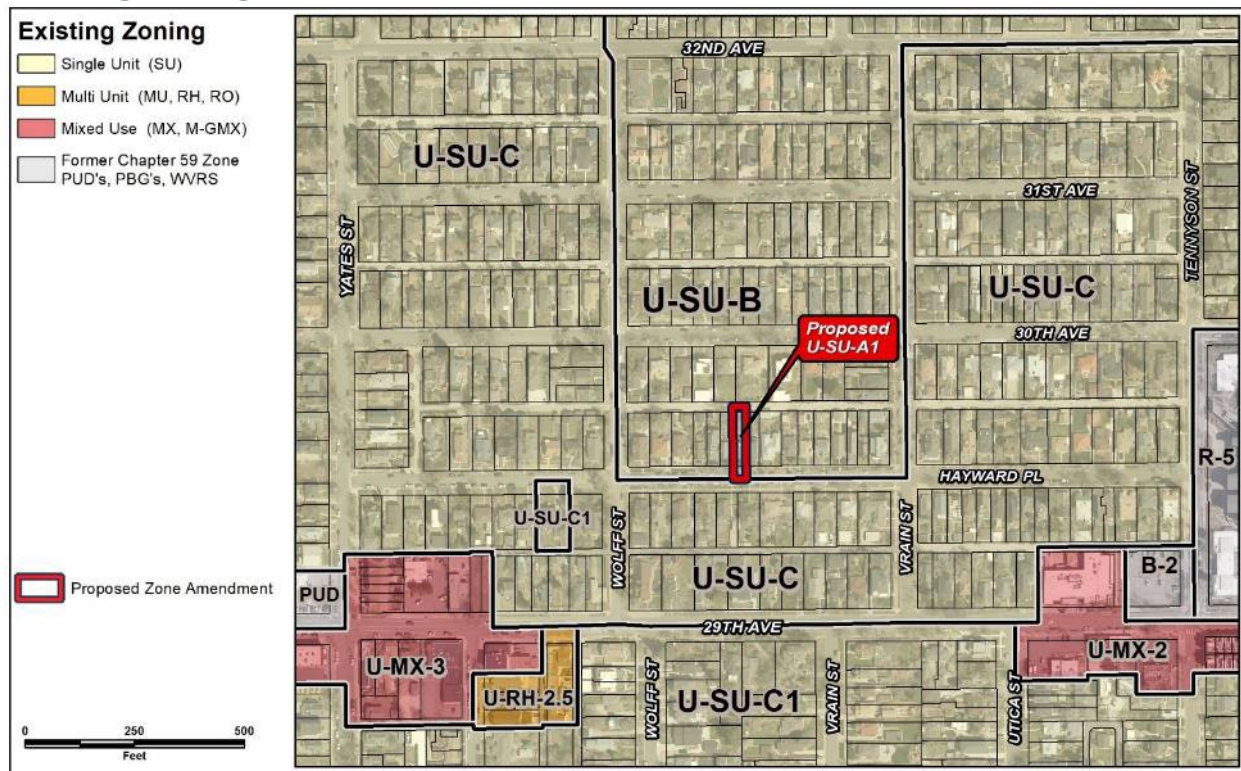 Existing Zoning
Single Unit (SU)
Multi Unit (MU, RH, RO)
Mixed Use (MX, M-GMX)
Former Chapter 59 Zone
PUD's, PBG's, WVRS
Proposed Zone Amendment
0 250 500
Feet
32ND AVE
U-SU-C
31ST AVE
YATES ST
TENNYSON ST
U-SU-B
U-SU-C
Proposed
U-SU-A1
30TH AVE
R-5
HAYWARD PL
U-SU-C1
WOLFF ST
VRAIN ST
U-SU-C
B-2
PUD
29TH AVE
U-MX-3
U-MX-2
U-RH-2.5
WOLFF ST
U-SU-C1
VRAIN ST
UTICA ST